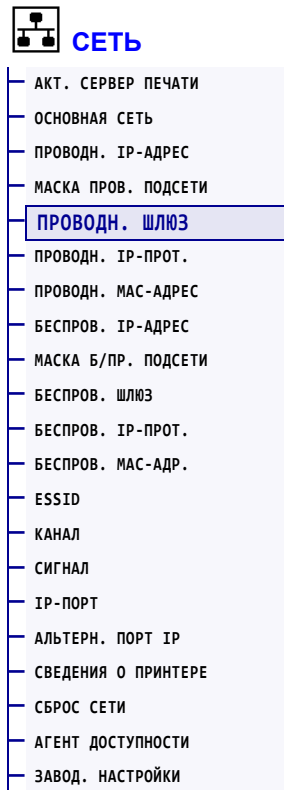 СЕТЬ
АКТ. СЕРВЕР ПЕЧАТИ
ОСНОВНАЯ СЕТЬ
ПРОВОДН. IP-АДРЕС
МАСКА ПРОВ. ПОДСЕТИ
ПРОВОДН. ШЛЮЗ
ПРОВОДН. IP-ПРОТ.
ПРОВОДН. MAC-АДРЕС
БЕСПРОВ. IP-АДРЕС
МАСКА Б/ПР. ПОДСЕТИ
БЕСПРОВ. ШЛЮЗ
БЕСПРОВ. IP-ПРОТ.
БЕСПРОВ. MAC-АДР.
ESSID
КАНАЛ
СИГНАЛ
IP-ПОРТ
АЛЬТЕРН. ПОРТ IP
СВЕДЕНИЯ О ПРИНТЕРЕ
СБРОС СЕТИ
АГЕНТ ДОСТУПНОСТИ
ЗАВОД. НАСТРОЙКИ